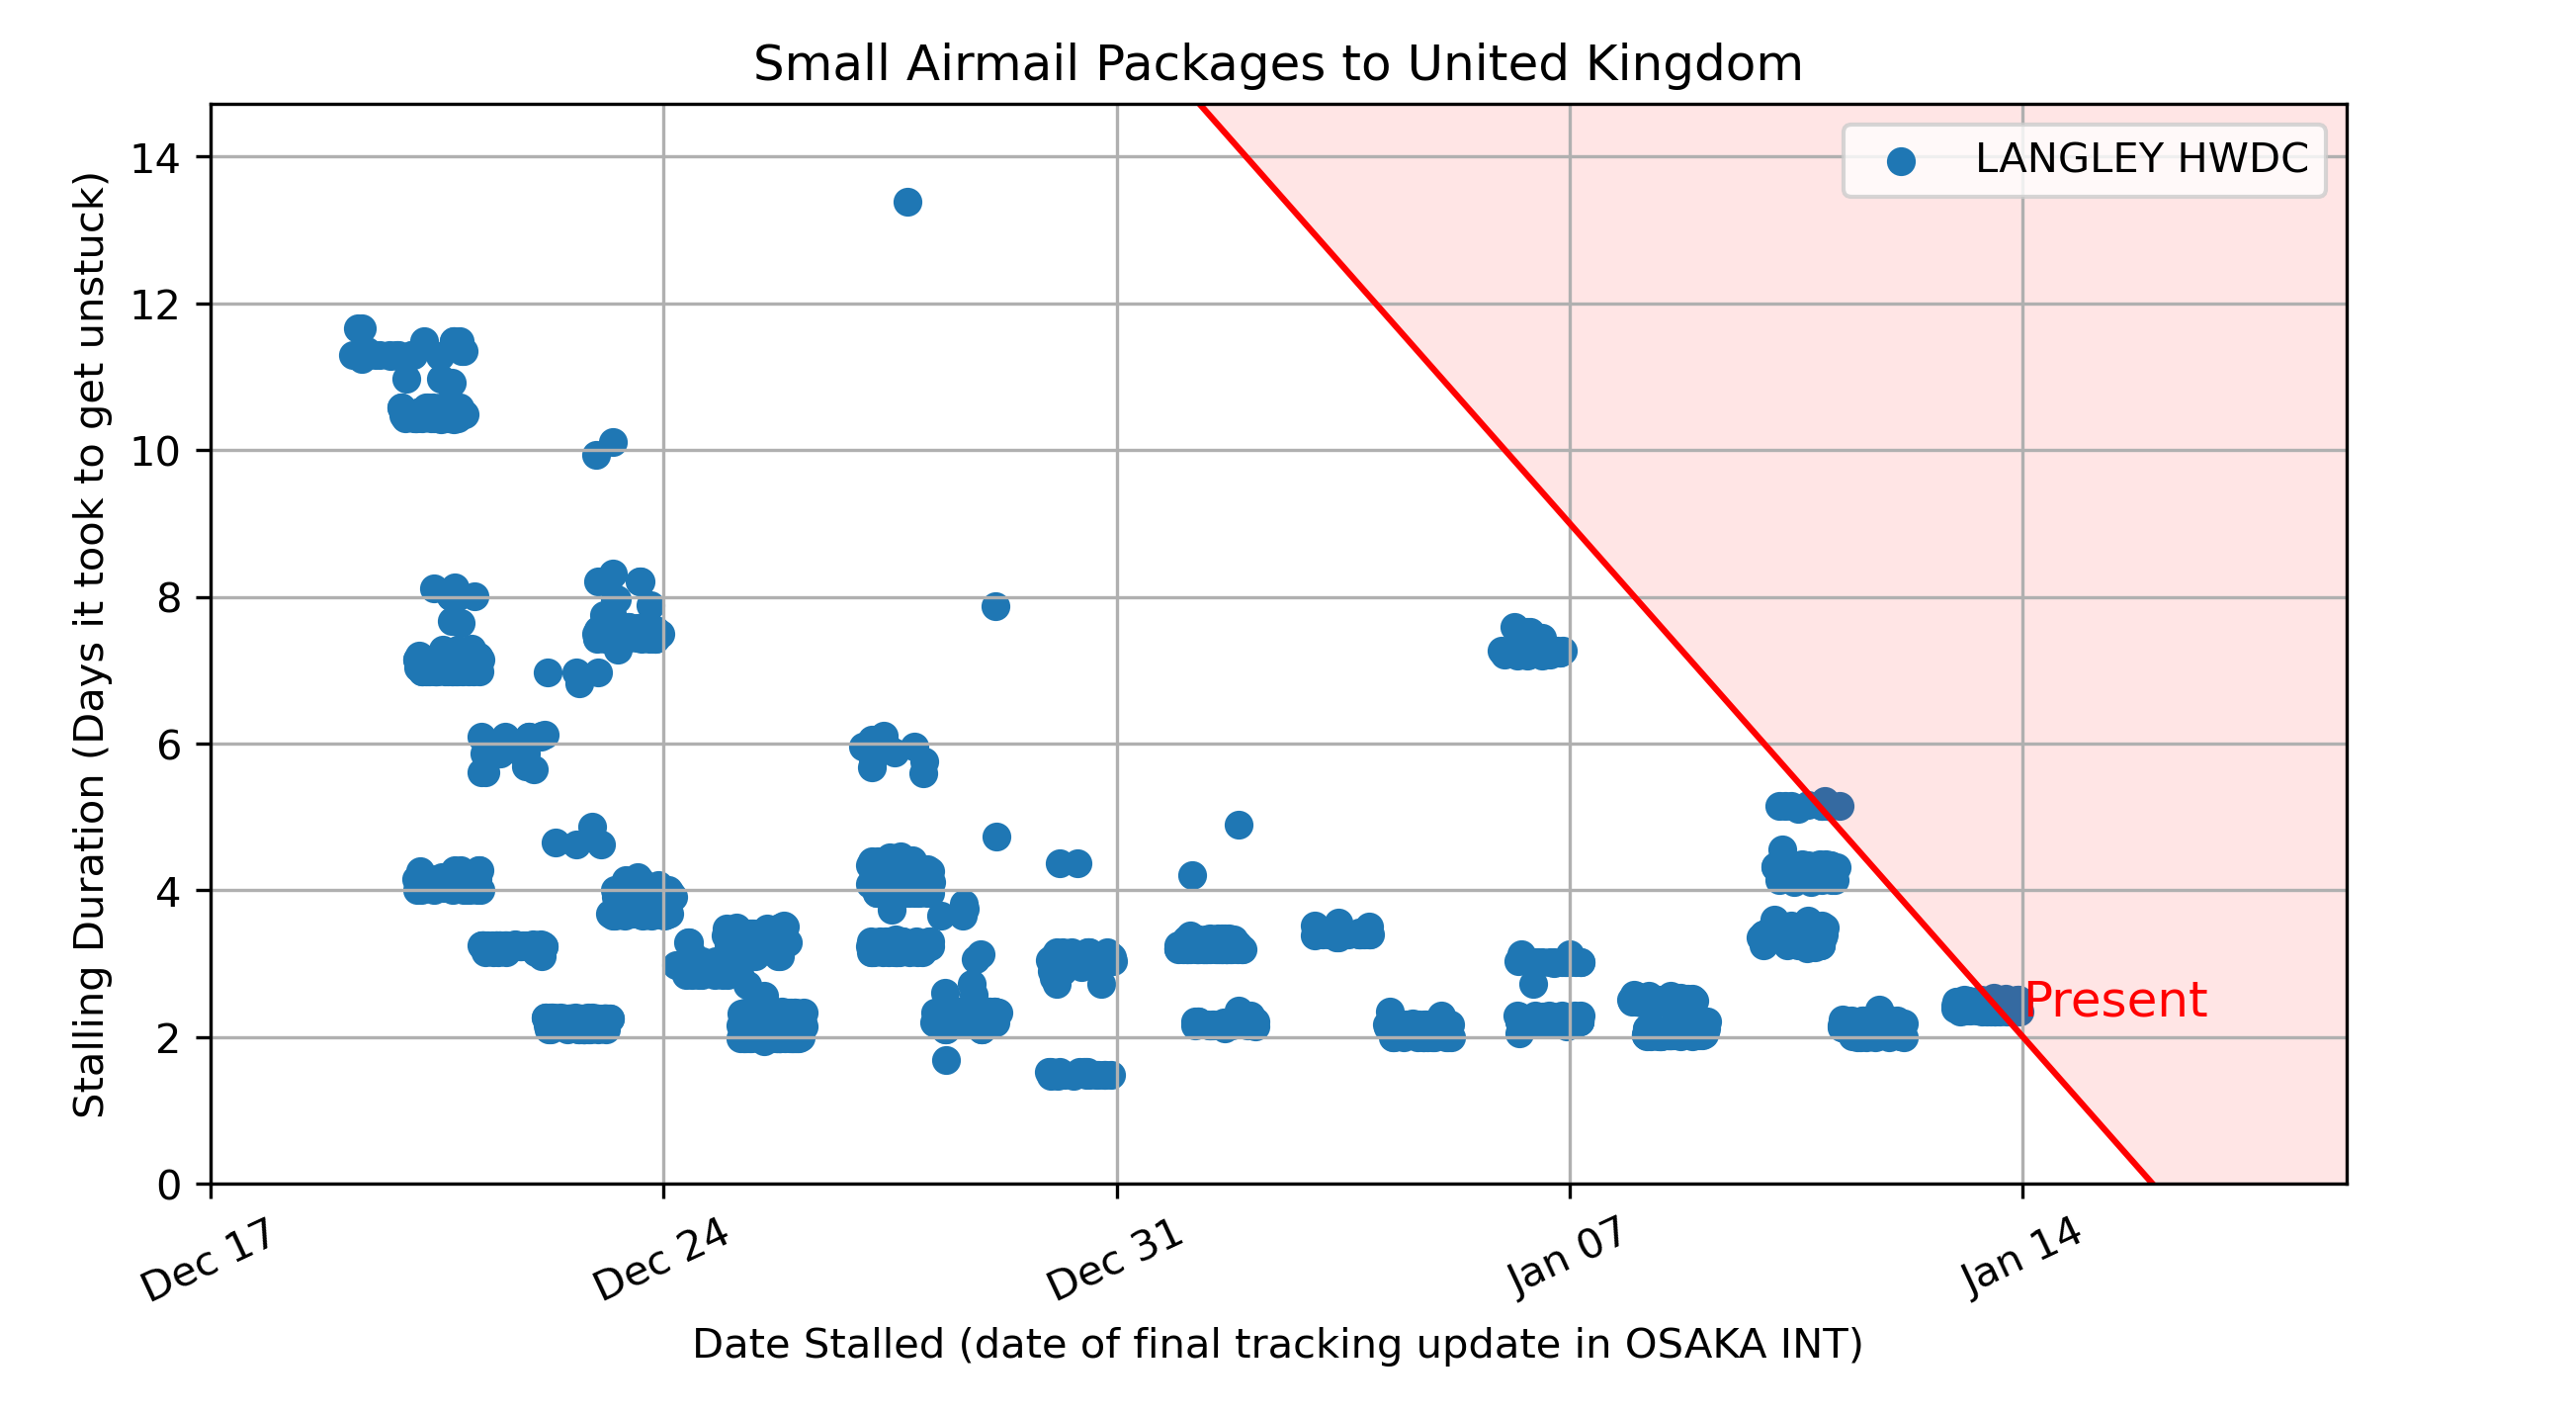 Small Airmail Packages to United Kingdom
LANGLEY HWDC
Stalling Duration (Days it took to get unstuck)
14
12
10
8
6
4
2
0
Present
Dec 17
Dec 24
Dec 31
Jan 07
Jan 14
Date Stalled (date of final tracking update in OSAKA INT)